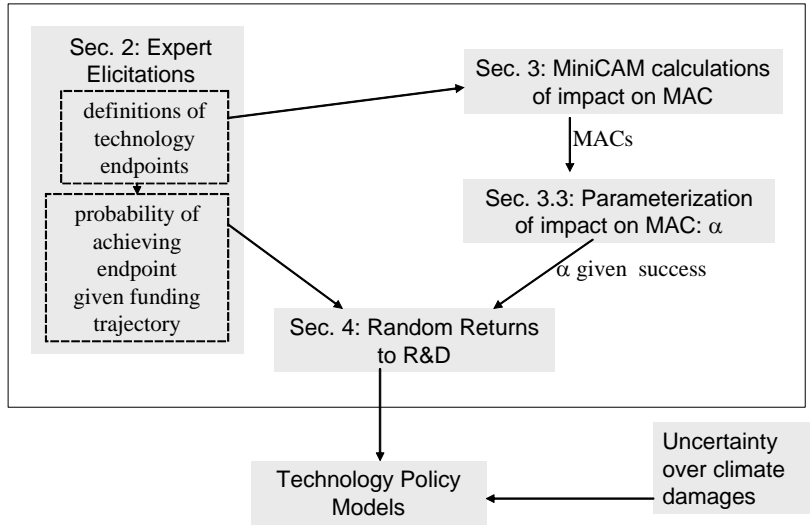 Sec. 2: Expert
Elicitations
definitions of
technology
endpoints
probability of
achieving
endpoint
given funding
trajectory
Sec. 3: MiniCAM calculations
of impact on MAC
MACs
Sec. 3.3: Parameterization
of impact on MAC: α
α given success
Sec. 4: Random Returns
to R&D
Technology Policy
Models
Uncertainty
over climate
damages